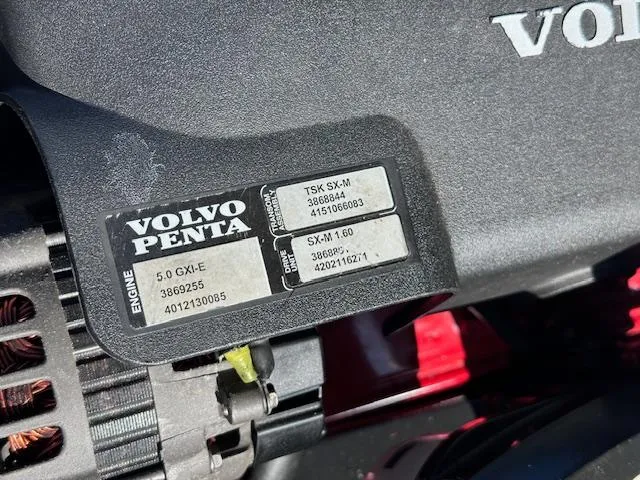 VOLVO
PENTA
ENGINE
5.0 GXI-E
3869255
4012130085
TRANSOM
ASSEMBLY
TSK SX-M
3868844
4151066083
DRIVE
UNIT
SX-M 1.60
4202116271